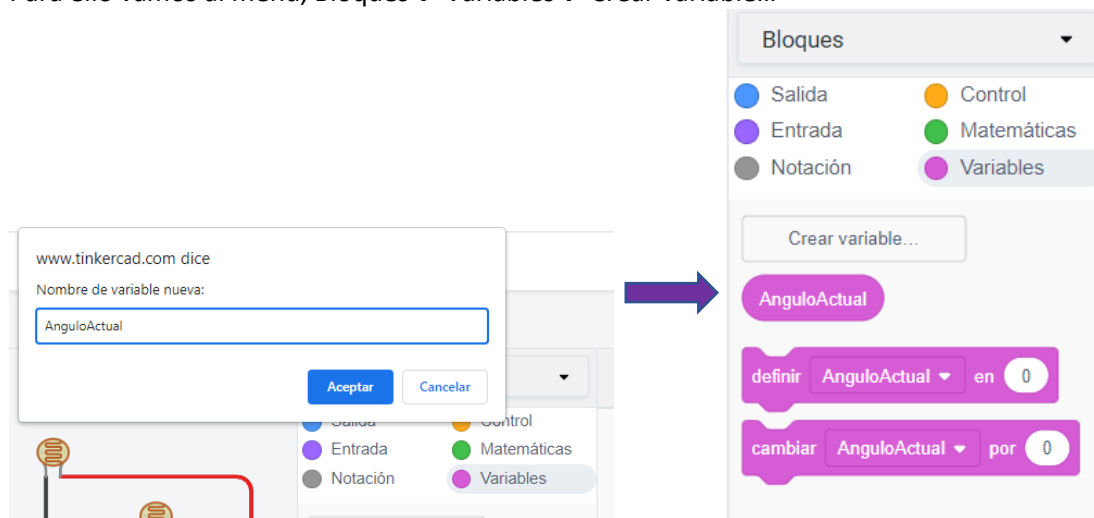 www.tinkercad.com dice
Nombre de variable nueva:
AnguloActual
Aceptar
Cancelar
Control
Entrada
Matemáticas
Notación
Variables
Bloques
Salida
Control
Entrada
Matemáticas
Notación
Variables
Crear variable...
AnguloActual
definir AnguloActual en 0
cambiar AnguloActual por 0